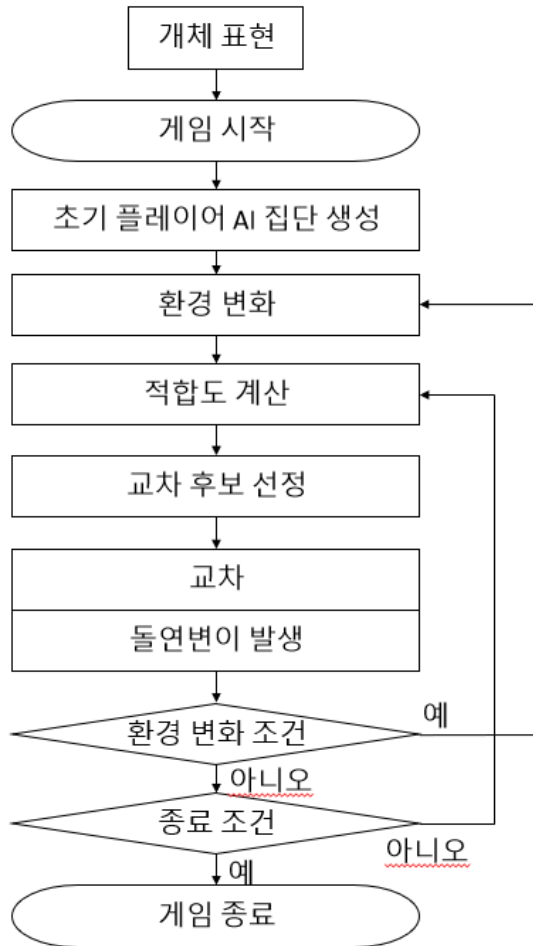 개체 표현
게임 시작
초기 플레이어 AI 집단 생성
환경 변화
적합도 계산
교차 후보 선정
교차
돌연변이 발생
예
환경 변화 조건
아니오
종료 조건
아니오
예
게임 종료